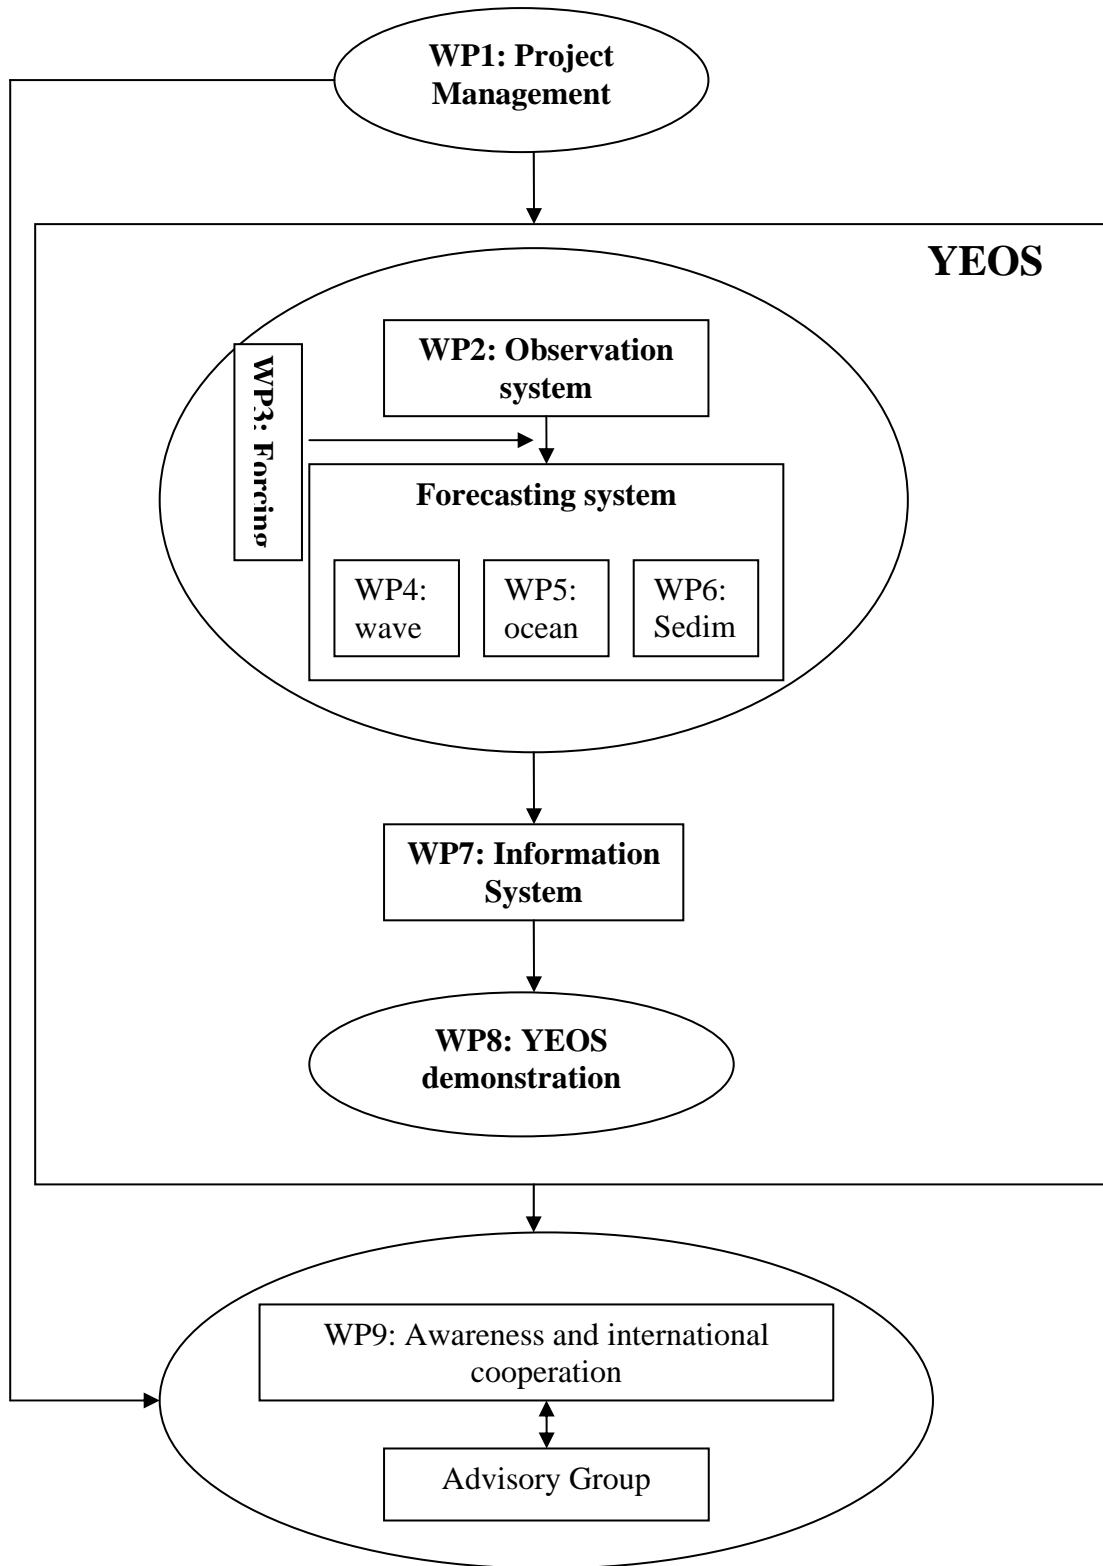 WP1: Project
Management
YEOS
WP2: Observation
system
WP3: Forcing
Forecasting system
WP4:
wave
WP5:
ocean
WP6:
Sedim
WP7: Information
System
WP8: YEOS
demonstration
WP9: Awareness and international
cooperation
Advisory Group